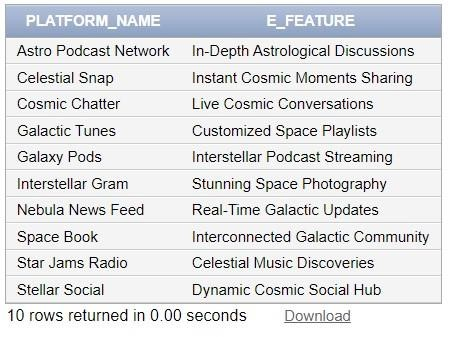 PLATFORM_NAME E_FEATURE
Astro Podcast Network In-Depth Astrological Discussions
Celestial Snap Instant Cosmic Moments Sharing
Cosmic Chatter Live Cosmic Conversations
Galactic Tunes Customized Space Playlists
Galaxy Pods Interstellar Podcast Streaming
Interstellar Gram Stunning Space Photography
Nebula News Feed Real-Time Galactic Updates
Space Book Interconnected Galactic Community
Star Jams Radio Celestial Music Discoveries
Stellar Social Dynamic Cosmic Social Hub
10 rows returned in 0.00 seconds Download